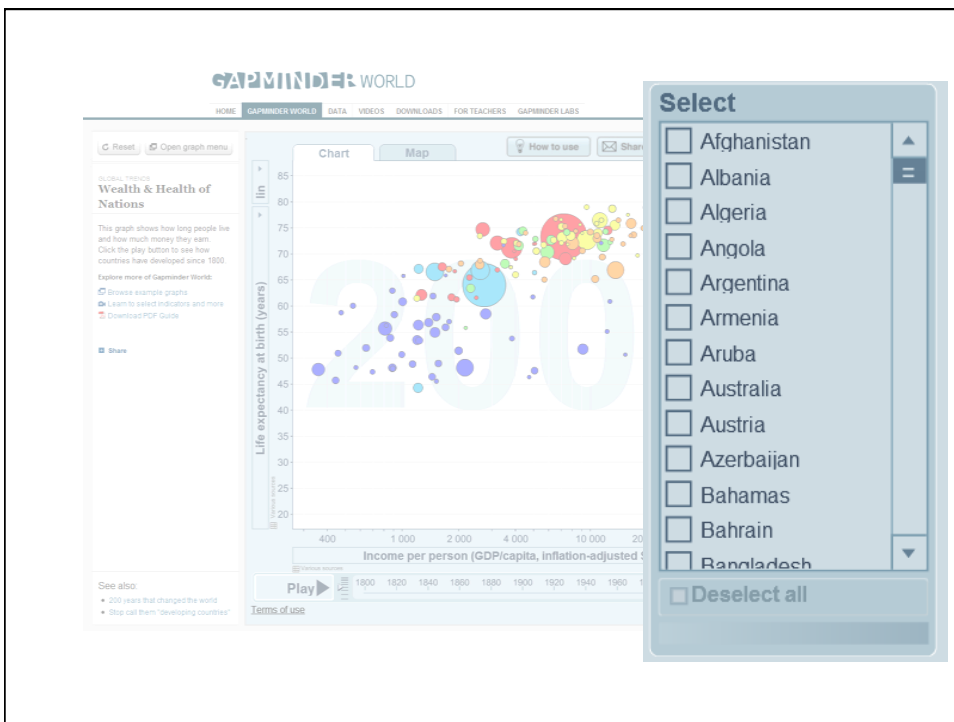 GAPMINDER WORLD
HOME GAPMINDER WORLD DATA VIDEOS DOWNLOADS FOR TEACHERS GAPMINDER LABS
Reset Open graph menu
GLOBAL TRENDS
Wealth & Health of
Nations
This graph shows how long people live
and how much money they earn.
Click the play button to see how
countries have developed since 1800.
Explore more of Gapminder World:
Browse example graphs
Learn to select indicators and more
Download PDF Guide
Share
See also:
• 200 years that changed the world
• Stop call them "developing countries"
Chart Map
How to use Share
lin
Life expectancy at birth (years)
Various sources
85
80
75
70
65
60
55
50
45
40
35
30
25
20
200
400 1 000 2 000 4 000 10 000 20
Income per person (GDP/capita, inflation-adjusted $
Various sources
Play
1800 1820 1840 1860 1880 1900 1920 1940 1960
Terms of use
Select
Afghanistan
Albania
Algeria
Angola
Argentina
Armenia
Aruba
Australia
Austria
Azerbaijan
Bahamas
Bahrain
Bangladesh
Deselect all